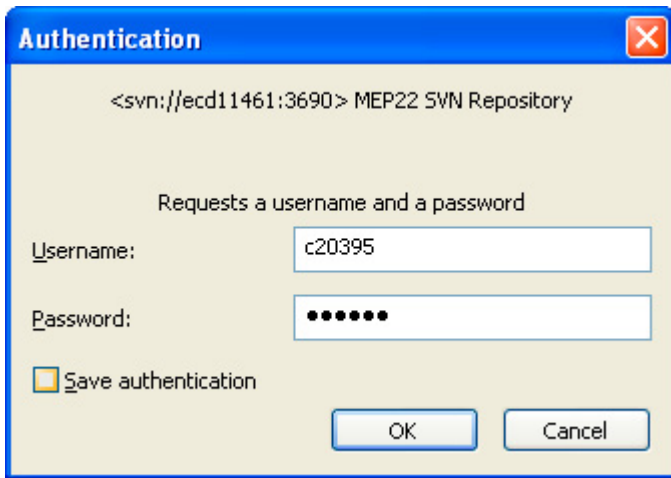 Authentication
<svn://ecd11461:3690> MEP22 SVN Repository
Requests a username and a password
Username: c20395
Password: ●●●●●●
Save authentication
OK Cancel